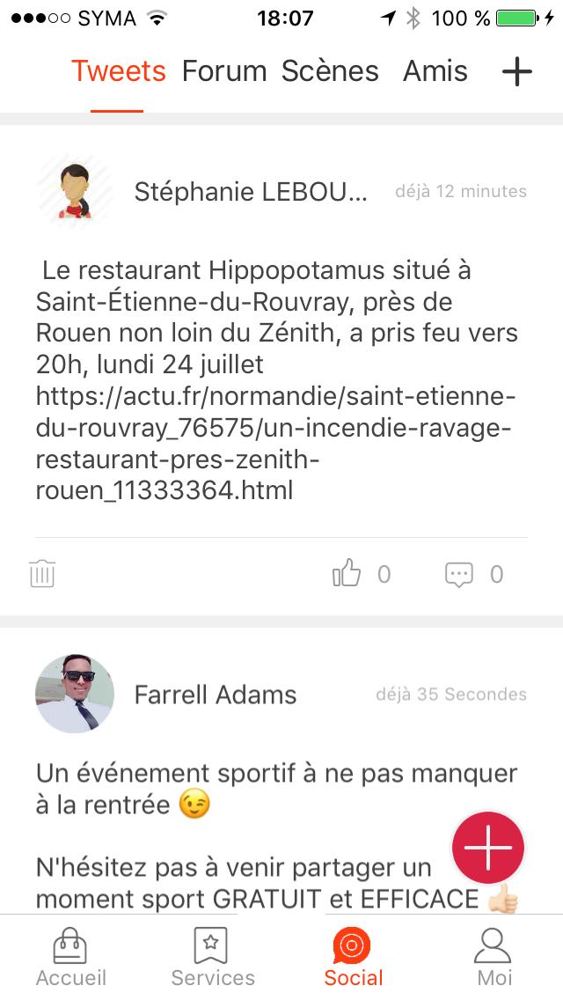 SYMA 18:07 100 %
Tweets Forum Scènes Amis
Stéphanie LEBOU... déjà 12 minutes
Le restaurant Hippopotamus situé à
Saint-Étienne-du-Rouvray, près de
Rouen non loin du Zénith, a pris feu vers
20h, lundi 24 juillet
https://actu.fr/normandie/saint-etienne-
du-rouvray_76575/un-incendie-ravage-
restaurant-pres-zenith-
rouen_11333364.html
0 0
Farrell Adams déjà 35 Secondes
Un événement sportif à ne pas manquer
à la rentrée 😉
N'hésitez pas à venir partager un
moment sport GRATUIT et EFFICACE 👍🏻
Accueil Services Social Moi